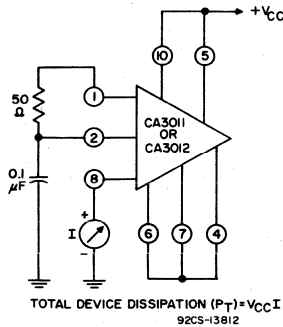 +VCC
10
5
50
Ω
1
CA3011
OR
CA3012
2
0.1
μF
8
+
I
-
6
7
4
TOTAL DEVICE DISSIPATION (PT)=VCCI
92CS-13812